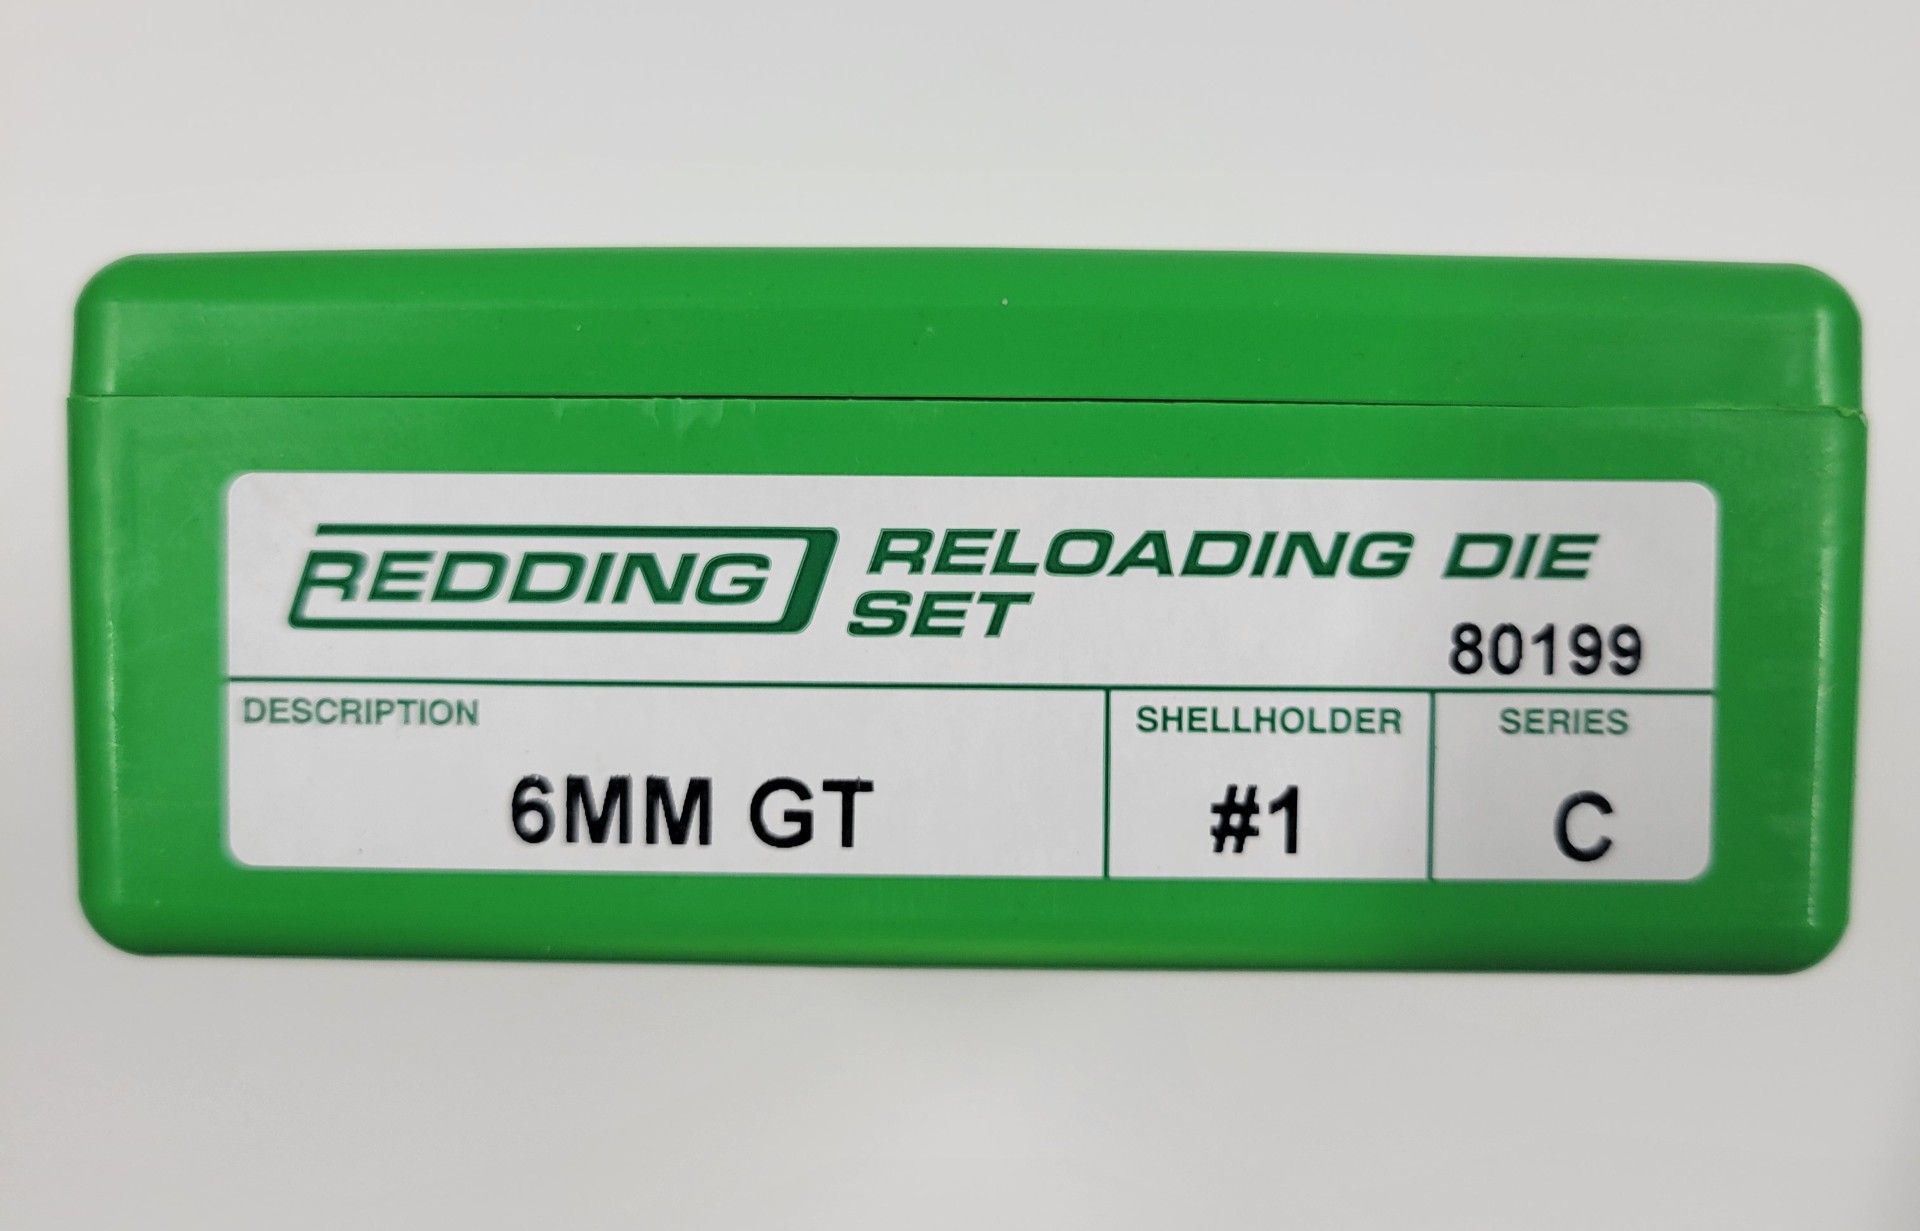 REDDING RELOADING DIE
SET
80199
DESCRIPTION SHELLHOLDER SERIES
6MM GT #1 C